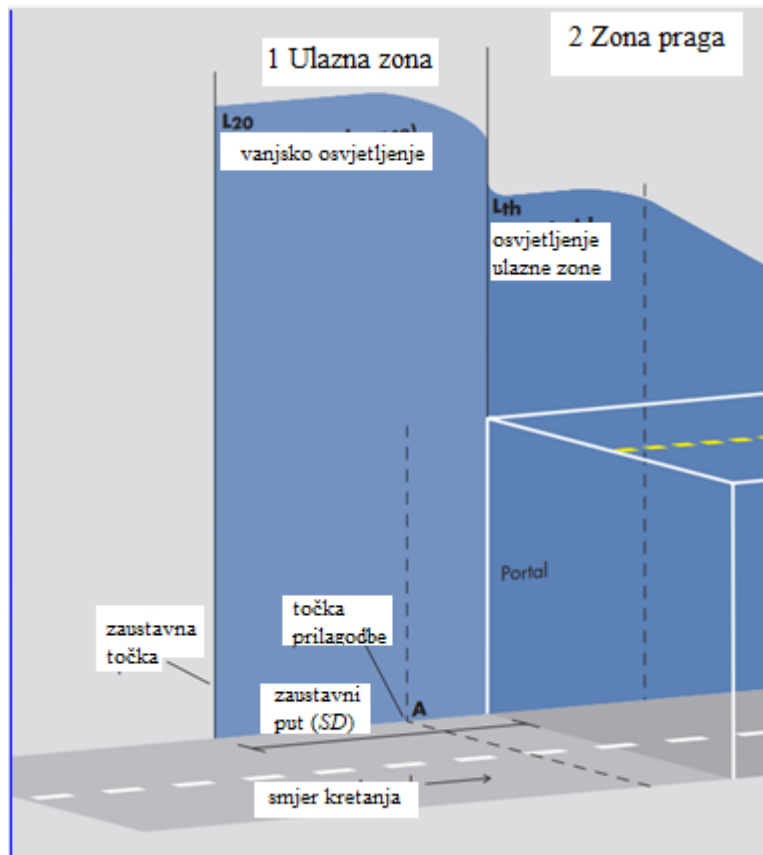 1 Ulazna zona
2 Zona praga
L20
vanjsko osvjetljenje
Lth
osvjetljenje
ulazne zone
Portal
zaustavna
točka
točka
prilagodbe
zaustavni
put (SD)
A
smjer kretanja